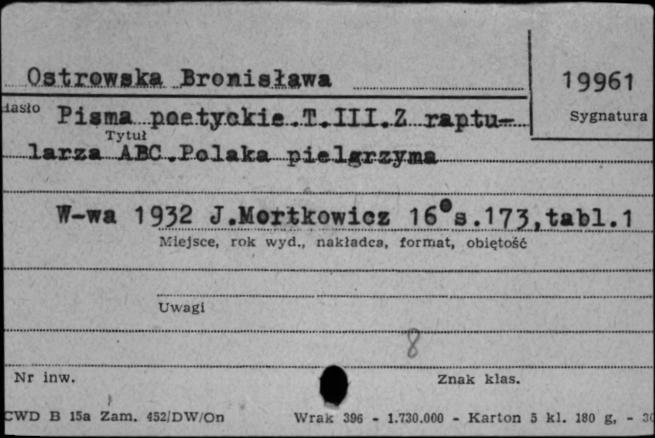 Ostrowska Bronisława
19961
Hasło
Sygnatura
Pisma poetyckie.T.III.Z raptu-
Tytuł
larza ABC.Polaka pielgrzyma
W-wa 1932 J.Mortkowicz 16° s.173,tabl.1
Miejsce, rok wyd., nakładca, format, objętość
Uwagi
8
Nr inw.
Znak klas.
CWD B 15a Zam. 452/DW/On
Wrak 396 - 1.730.000 - Karton 5 kl. 180 g, -